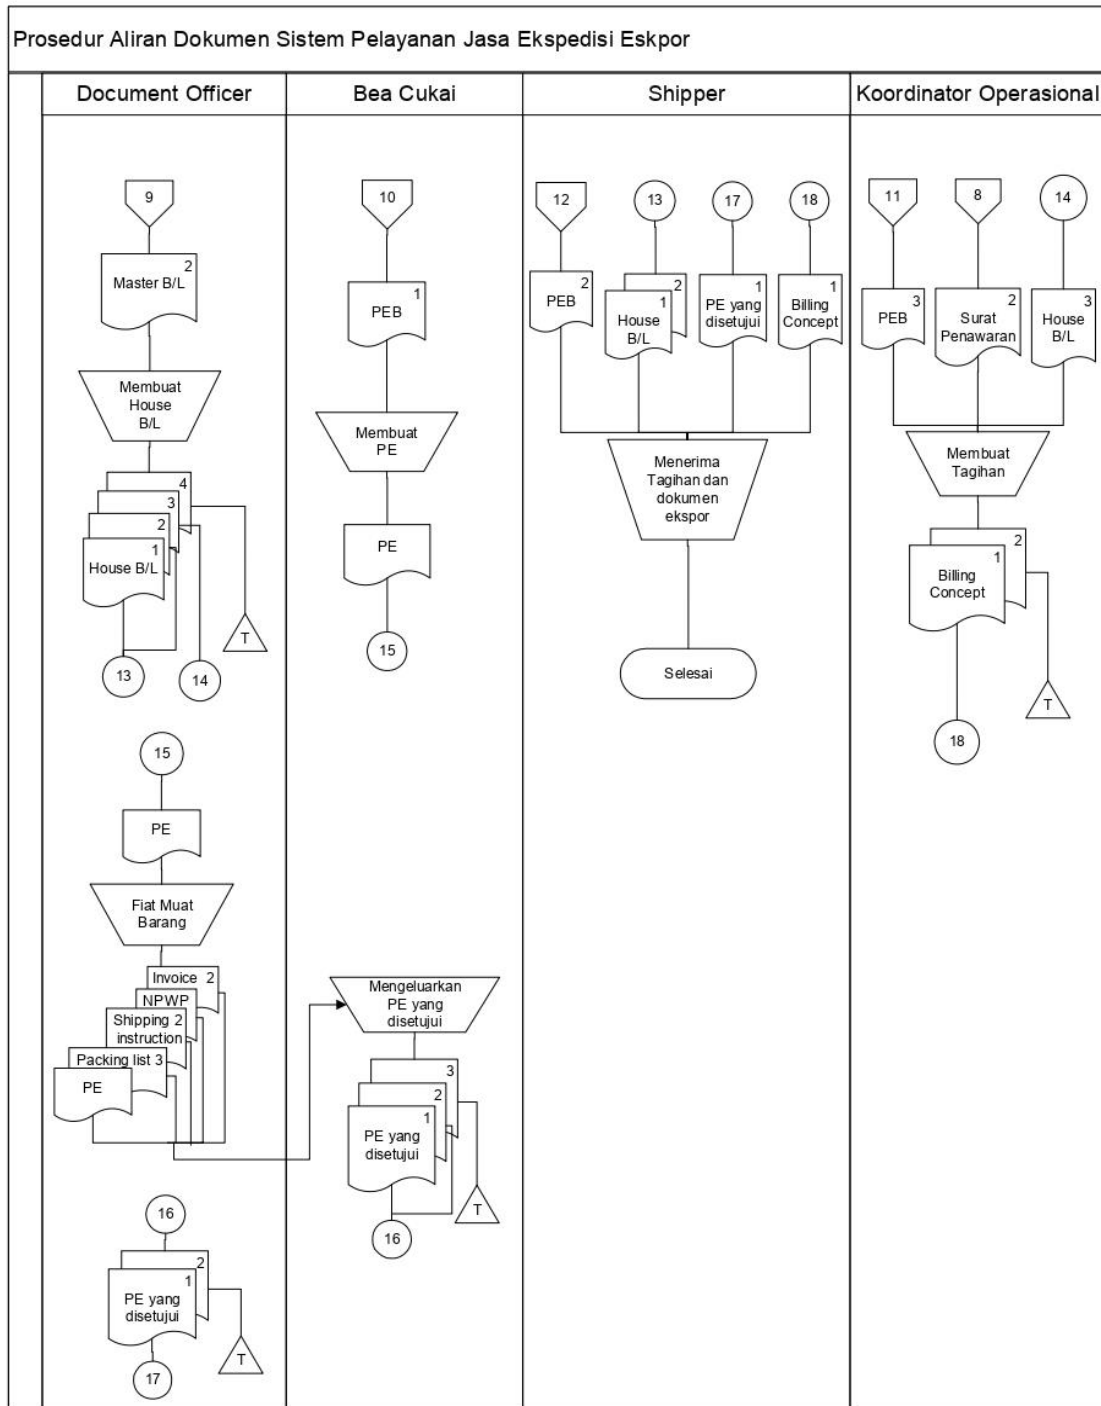 Prosedur Aliran Dokumen Sistem Pelayanan Jasa Ekspedisi Eskpor
Document Officer
Bea Cukai
Shipper
Koordinator Operasional
9
2
Master B/L
Membuat
House
B/L
4
3
2
1
House B/L
T
13
14
15
PE
Fiat Muat
Barang
Invoice 2
NPWP
Shipping 2
instruction
Packing list 3
PE
16
2
1
PE yang
disetujui
T
17
10
1
PEB
Membuat
PE
PE
15
Mengeluarkan
PE yang
disetujui
3
2
1
PE yang
disetujui
T
16
12
13
17
18
2
PEB
2
1
House
B/L
1
PE yang
disetujui
1
Billing
Concept
Menerima
Tagihan dan
dokumen
ekspor
Selesai
11
8
14
3
PEB
2
Surat
Penawaran
3
House
B/L
Membuat
Tagihan
2
1
Billing
Concept
T
18